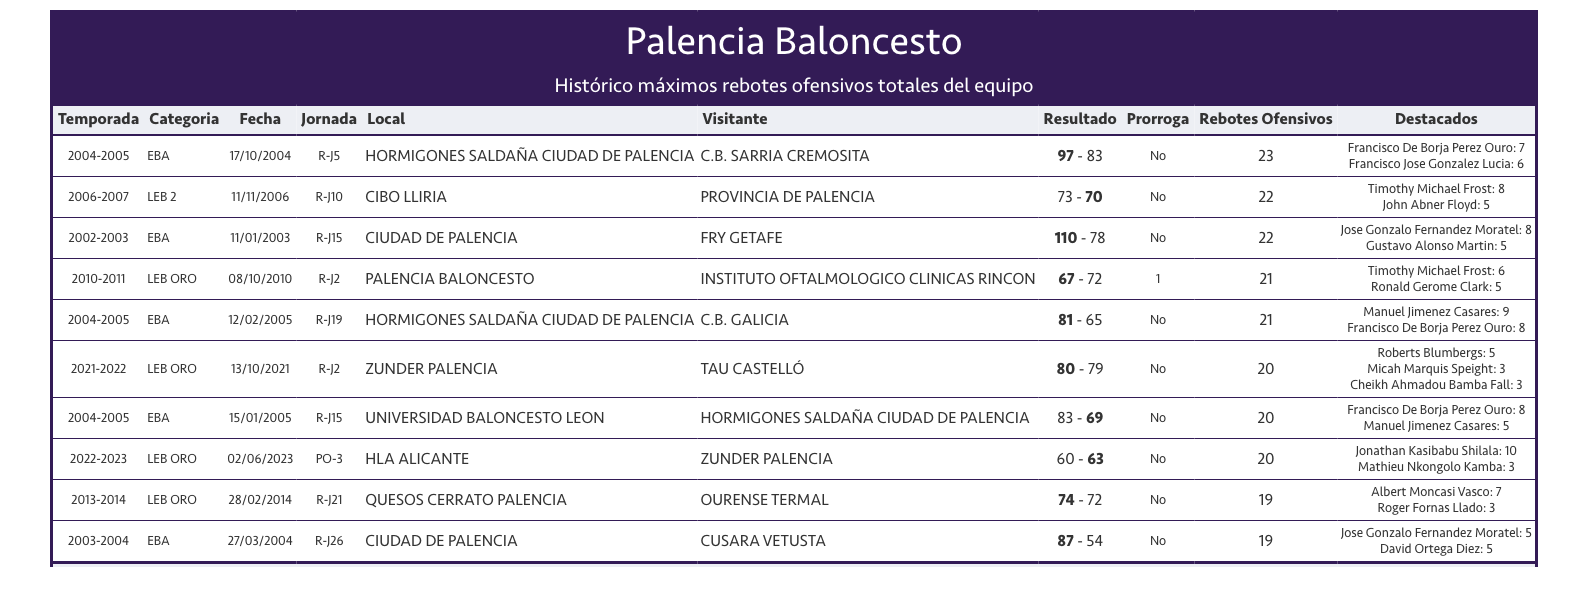 Palencia Baloncesto
Histórico máximos rebotes ofensivos totales del equipo
Temporada Categoria Fecha Jornada Local Visitante Resultado Prorroga Rebotes Ofensivos Destacados
2004-2005 EBA 17/10/2004 R-J5 HORMIGONES SALDAÑA CIUDAD DE PALENCIA C.B. SARRIA CREMOSITA 97 - 83 No 23 Francisco De Borja Perez Ouro: 7
Francisco Jose Gonzalez Lucia: 6
2006-2007 LEB 2 11/11/2006 R-J10 CIBO LLIRIA PROVINCIA DE PALENCIA 73 - 70 No 22 Timothy Michael Frost: 8
John Abner Floyd: 5
2002-2003 EBA 11/01/2003 R-J15 CIUDAD DE PALENCIA FRY GETAFE 110 - 78 No 22 Jose Gonzalo Fernandez Moratel: 8
Gustavo Alonso Martin: 5
2010-2011 LEB ORO 08/10/2010 R-J2 PALENCIA BALONCESTO INSTITUTO OFTALMOLOGICO CLINICAS RINCON 67 - 72 1 21 Timothy Michael Frost: 6
Ronald Gerome Clark: 5
2004-2005 EBA 12/02/2005 R-J19 HORMIGONES SALDAÑA CIUDAD DE PALENCIA C.B. GALICIA 81 - 65 No 21 Manuel Jimenez Casares: 9
Francisco De Borja Perez Ouro: 8
2021-2022 LEB ORO 13/10/2021 R-J2 ZUNDER PALENCIA TAU CASTELLÓ 80 - 79 No 20 Roberts Blumbergs: 5
Micah Marquis Speight: 3
Cheikh Ahmadou Bamba Fall: 3
2004-2005 EBA 15/01/2005 R-J15 UNIVERSIDAD BALONCESTO LEON HORMIGONES SALDAÑA CIUDAD DE PALENCIA 83 - 69 No 20 Francisco De Borja Perez Ouro: 8
Manuel Jimenez Casares: 5
2022-2023 LEB ORO 02/06/2023 PO-3 HLA ALICANTE ZUNDER PALENCIA 60 - 63 No 20 Jonathan Kasibabu Shilala: 10
Mathieu Nkongolo Kamba: 3
2013-2014 LEB ORO 28/02/2014 R-J21 QUESOS CERRATO PALENCIA OURENSE TERMAL 74 - 72 No 19 Albert Moncasi Vasco: 7
Roger Fornas Llado: 3
2003-2004 EBA 27/03/2004 R-J26 CIUDAD DE PALENCIA CUSARA VETUSTA 87 - 54 No 19 Jose Gonzalo Fernandez Moratel: 5
David Ortega Diez: 5